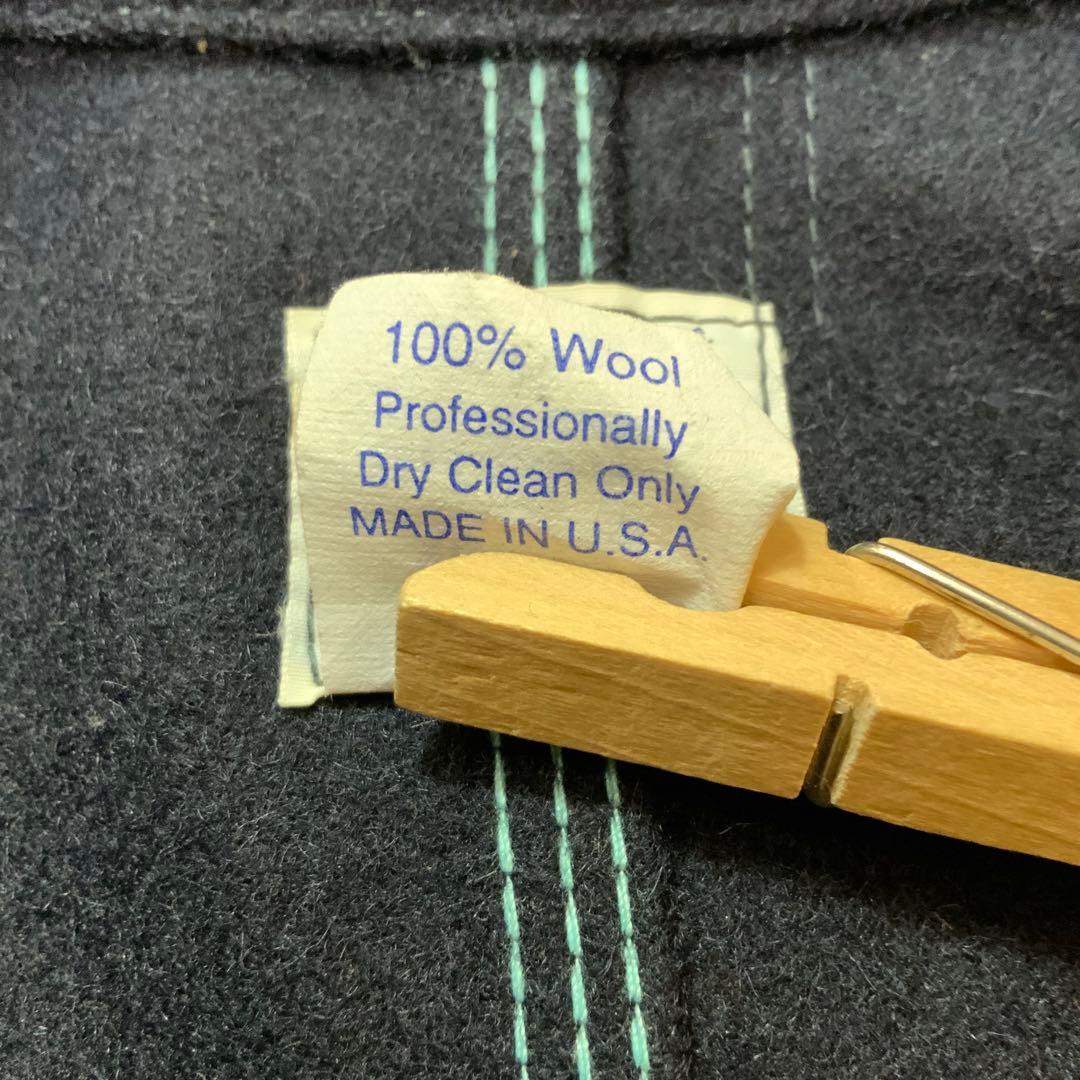 100% Wool
Professionally
Dry Clean Only
MADE IN U.S.A.